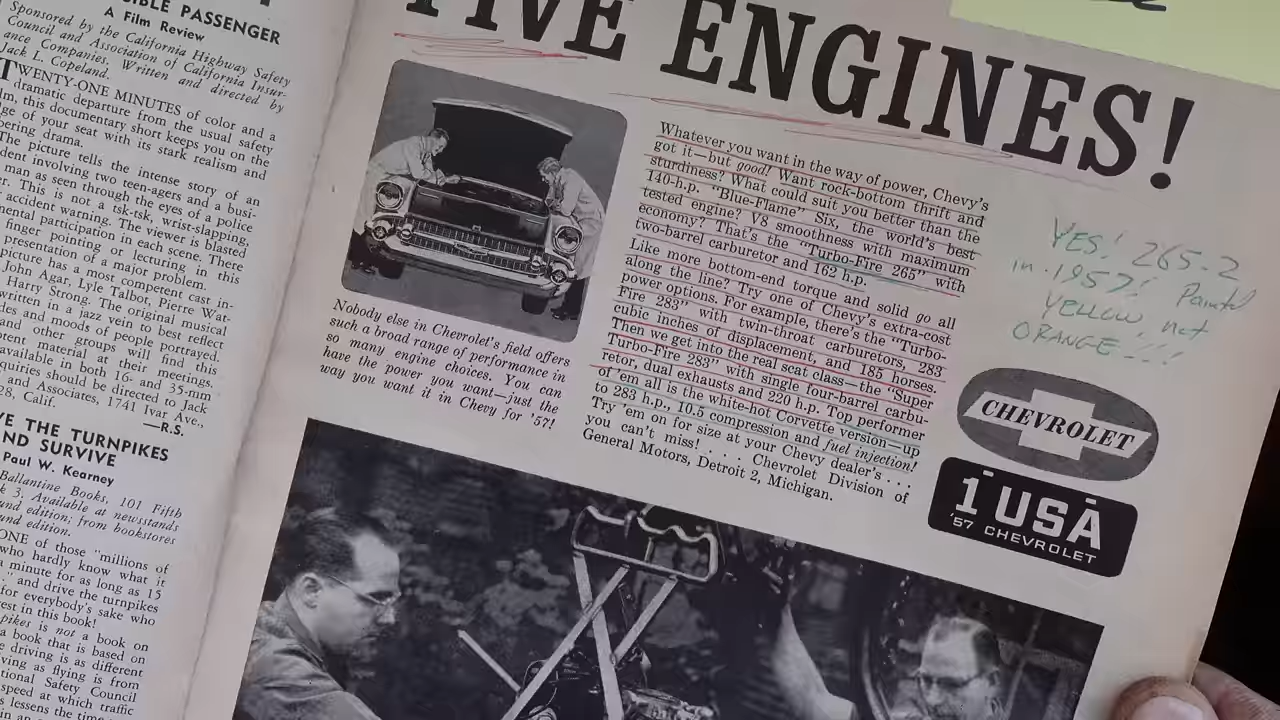 IBLE PASSENGER
A Film Review
Sponsored by the California Highway Safety
Council and Association of California Insur-
ance Companies. Written and directed by
Jack L. Copeland.
TWENTY-ONE MINUTES of color and a
dramatic departure from the usual safety
lm, this documentary short keeps you on the
ge of your seat with its stark realism and
pering drama.
The picture tells the intense story of an
dent involving two teen-agers and a busi-
man as seen through the eyes of a police
er. This is not a tsk-tsk, wrist-slapping,
accident warning. The viewer is blasted
mental participation in each scene. There
finger pointing or lecturing in this
presentation of a major problem.
picture has a most competent cast in-
John Agar, Lyle Talbot, Pierre Wat-
Harry Strong. The original musical
written in a jazz vein to best reflect
des and moods of people portrayed.
and other groups will find this
otent material at their meetings,
available in both 16- and 35-mm
quiries should be directed to Jack
and Associates, 1741 Ivar Ave.,
28, Calif.
—R.S.
VE THE TURNPIKES
ND SURVIVE
Paul W. Kearney
Ballantine Books, 101 Fifth
k 3. Available at newsstands
und edition; from bookstores
und edition.
ONE of those "millions of
who hardly know what it
a minute for as long as 15
and drive the turnpikes
for everybody's sake who
rest in this book!
pikes is not a book on
a book that is based on
e driving is as different
ving as flying is from
tional Safety Council
speed at which traffic
s lessens the time
FIVE ENGINES!
Nobody else in Chevrolet's field offers
such a broad range of performance in
so many engine choices. You can
have the power you want—just the
way you want it in Chevy for '57!
Whatever you want in the way of power, Chevy's
got it—but good! Want rock-bottom thrift and
sturdiness? What could suit you better than the
140-h.p. "Blue-Flame" Six, the world's best
tested engine? V8 smoothness with maximum
economy? That's the "Turbo-Fire 265" with
two-barrel carburetor and 162 h.p.
Like more bottom-end torque and solid go all
along the line? Try one of Chevy's extra-cost
power options. For example, there's the "Turbo-
Fire 283" with twin-throat carburetors, 283
cubic inches of displacement, and 185 horses.
Then we get into the real scat class—the "Super
Turbo-Fire 283" with single four-barrel carbu-
retor, dual exhausts and 220 h.p. Top performer
of 'em all is the white-hot Corvette version—up
to 283 h.p., 10.5 compression and fuel injection!
Try 'em on for size at your Chevy dealer's . . .
you can't miss! . . . Chevrolet Division of
General Motors, Detroit 2, Michigan.
YES! 265-2
in 1957! Painted
YELLOW, not
ORANGE!!!
CHEVROLET
1 USA
'57 CHEVROLET